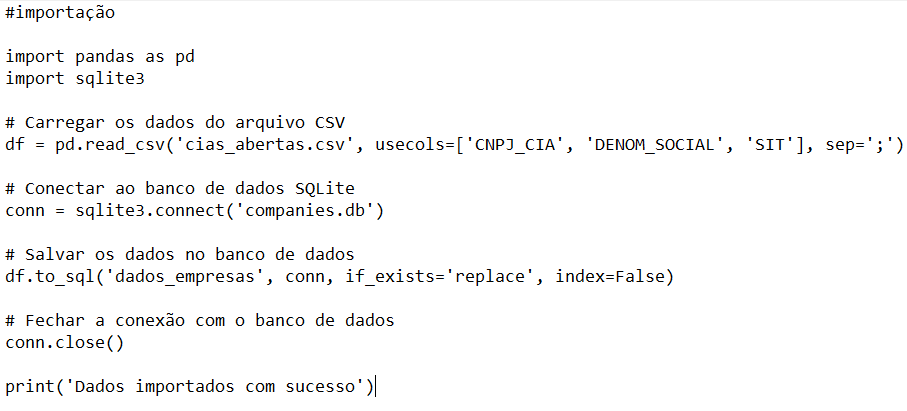 #importação
import pandas as pd
import sqlite3
# Carregar os dados do arquivo CSV
df = pd.read_csv('cias_abertas.csv', usecols=['CNPJ_CIA', 'DENOM_SOCIAL', 'SIT'], sep=';')
# Conectar ao banco de dados SQLite
conn = sqlite3.connect('companies.db')
# Salvar os dados no banco de dados
df.to_sql('dados_empresas', conn, if_exists='replace', index=False)
# Fechar a conexão com o banco de dados
conn.close()
print('Dados importados com sucesso')